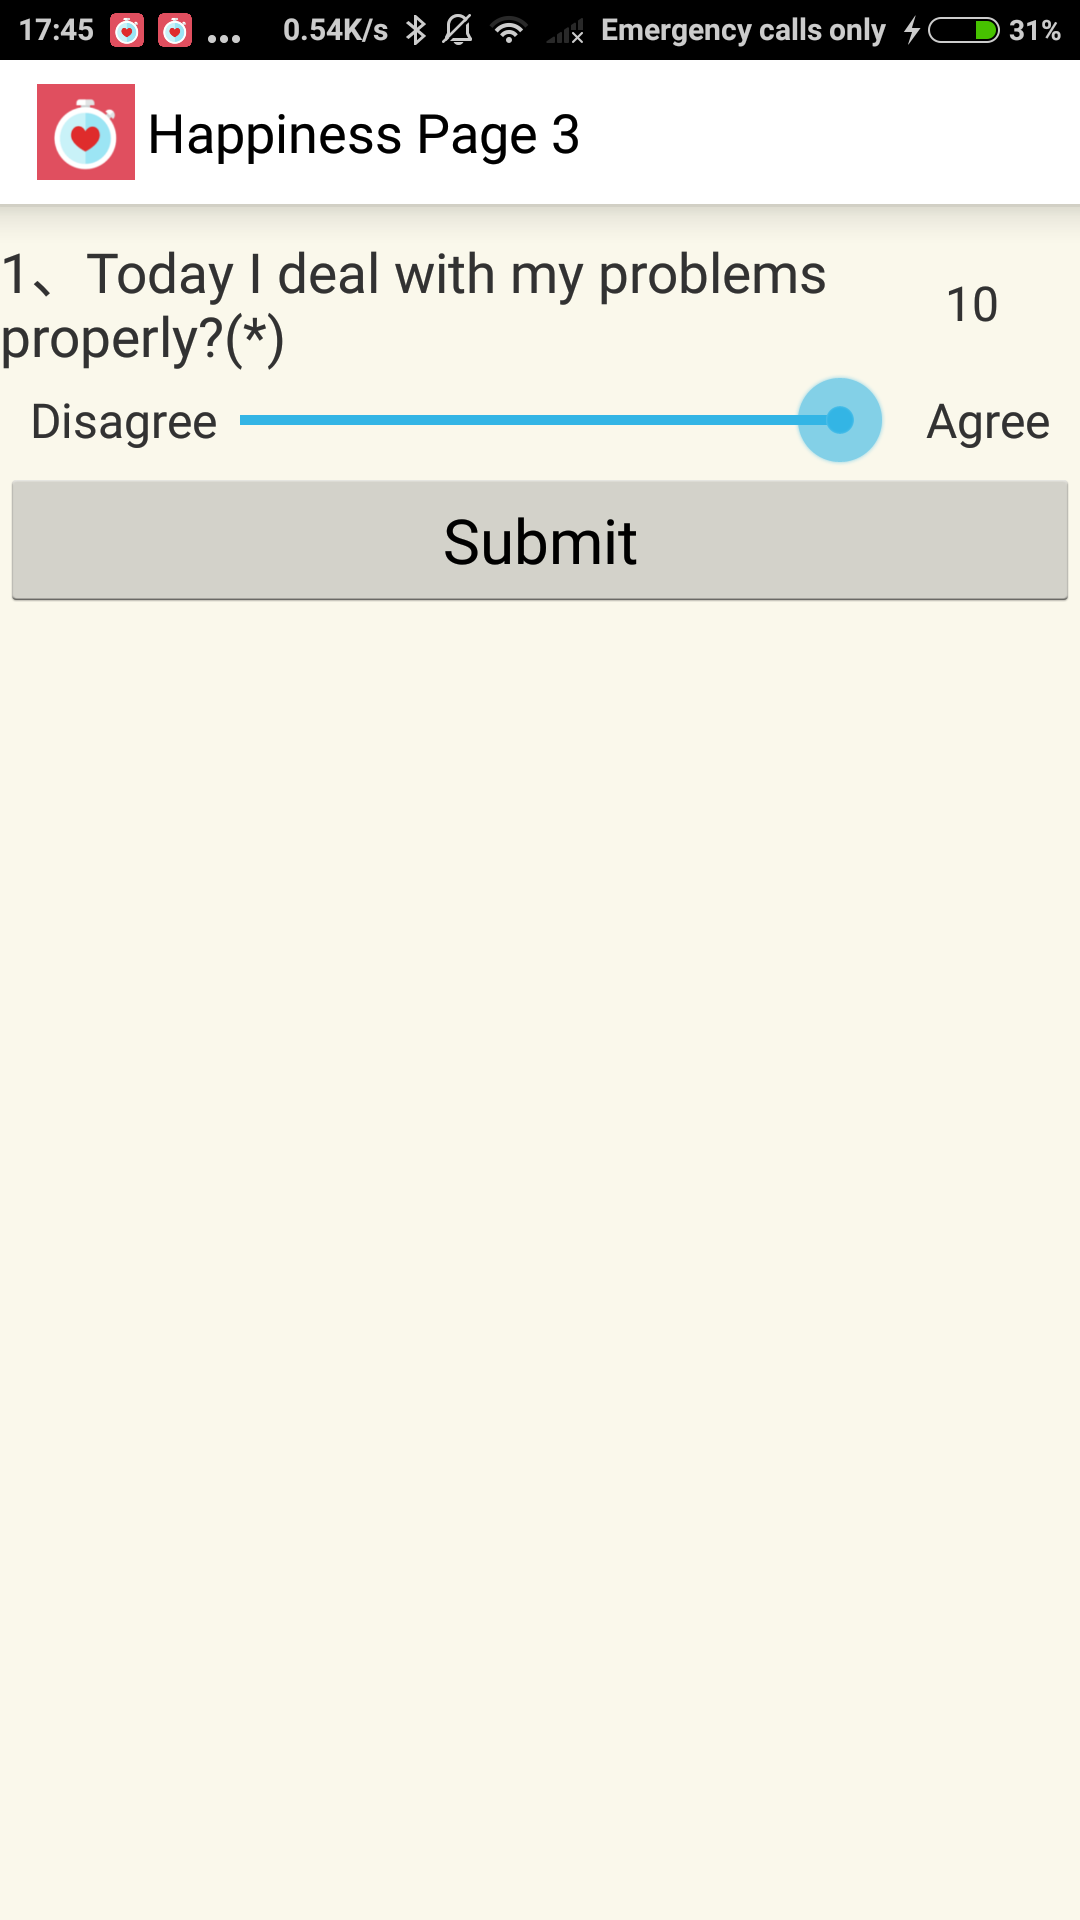 17:45 ... 0.54K/s Emergency calls only 31%
Happiness Page 3
1、Today I deal with my problems
properly?(*)
10
Disagree Agree
Submit